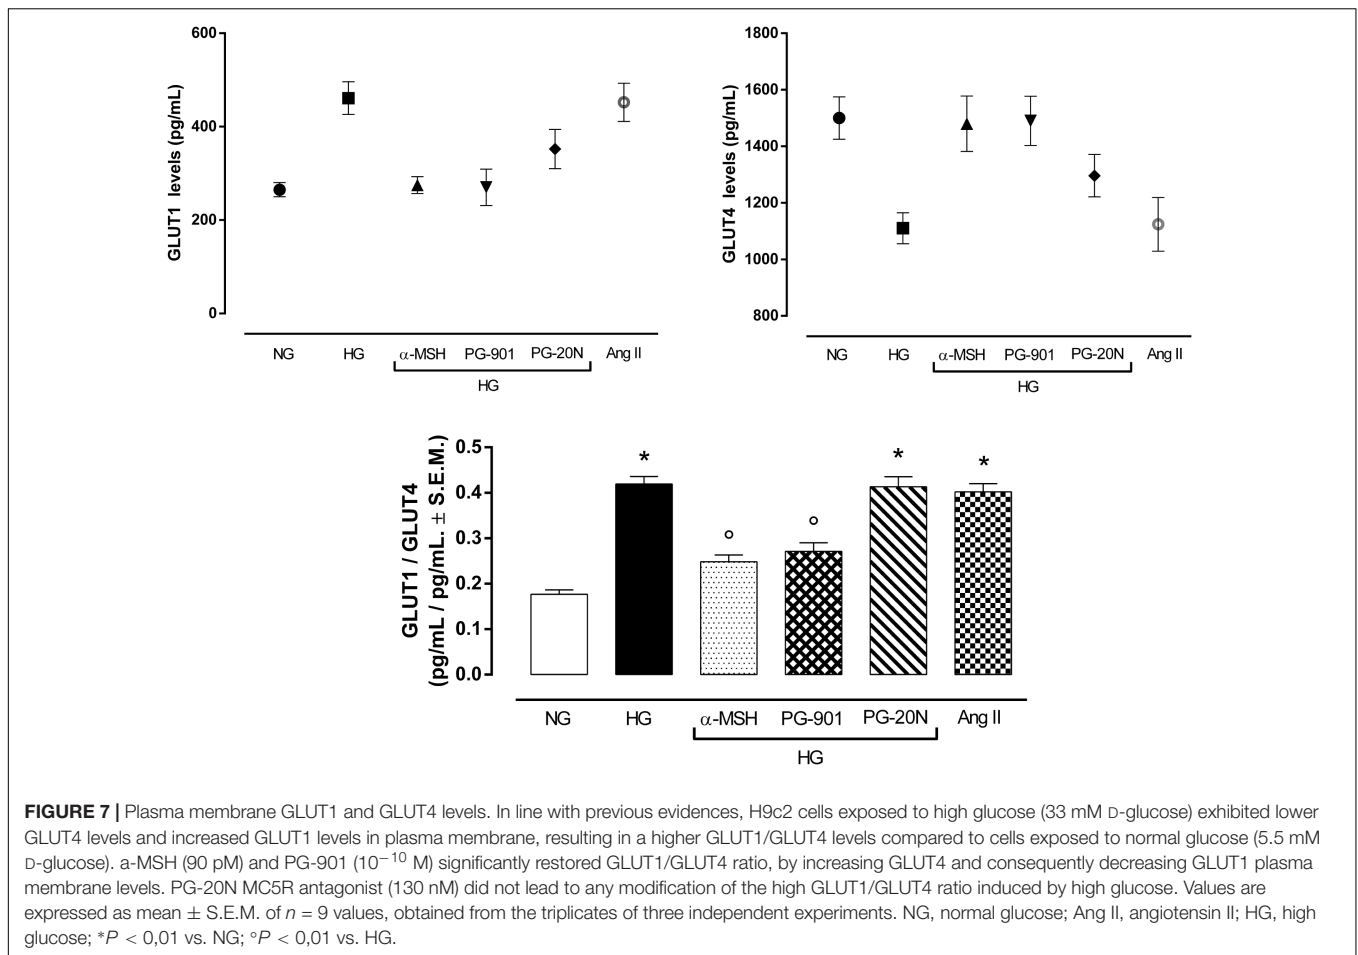 600
400
200
0
GLUT1 levels (pg/mL)
NG HG α-MSH PG-901 PG-20N Ang II
HG
1800
1600
1400
1200
1000
800
GLUT4 levels (pg/mL)
NG HG α-MSH PG-901 PG-20N Ang II
HG
0.5
0.4
0.3
0.2
0.1
0.0
GLUT1 / GLUT4
(pg/mL / pg/mL. ± S.E.M.)
* ° ° * *
NG HG α-MSH PG-901 PG-20N Ang II
HG
FIGURE 7 | Plasma membrane GLUT1 and GLUT4 levels. In line with previous evidences, H9c2 cells exposed to high glucose (33 mM D-glucose) exhibited lower
GLUT4 levels and increased GLUT1 levels in plasma membrane, resulting in a higher GLUT1/GLUT4 levels compared to cells exposed to normal glucose (5.5 mM
D-glucose). a-MSH (90 pM) and PG-901 (10⁻¹⁰ M) significantly restored GLUT1/GLUT4 ratio, by increasing GLUT4 and consequently decreasing GLUT1 plasma
membrane levels. PG-20N MC5R antagonist (130 nM) did not lead to any modification of the high GLUT1/GLUT4 ratio induced by high glucose. Values are
expressed as mean ± S.E.M. of n = 9 values, obtained from the triplicates of three independent experiments. NG, normal glucose; Ang II, angiotensin II; HG, high
glucose; *P < 0,01 vs. NG; °P < 0,01 vs. HG.